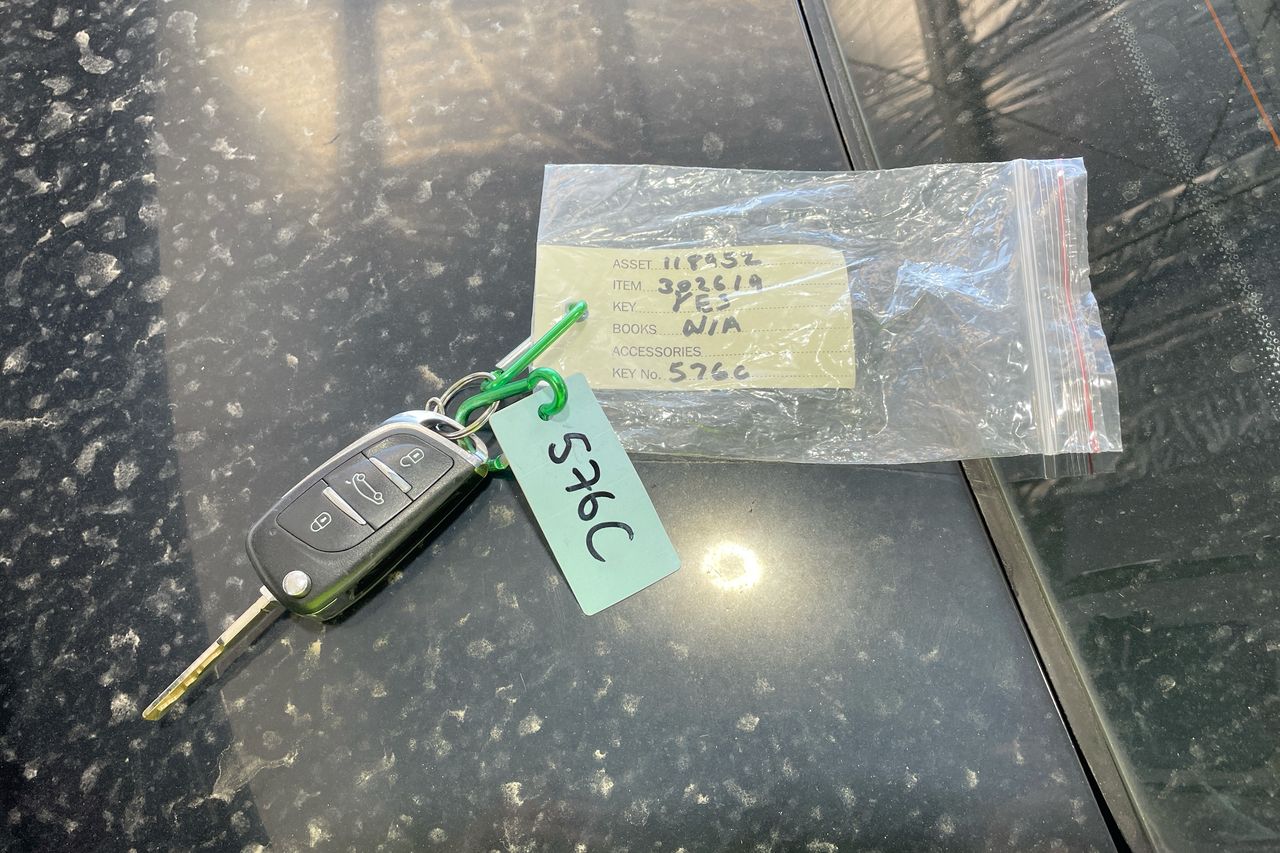 ASSET 118952
ITEM 302619
KEY YES
BOOKS N/A
ACCESSORIES
KEY No. 576C
576C